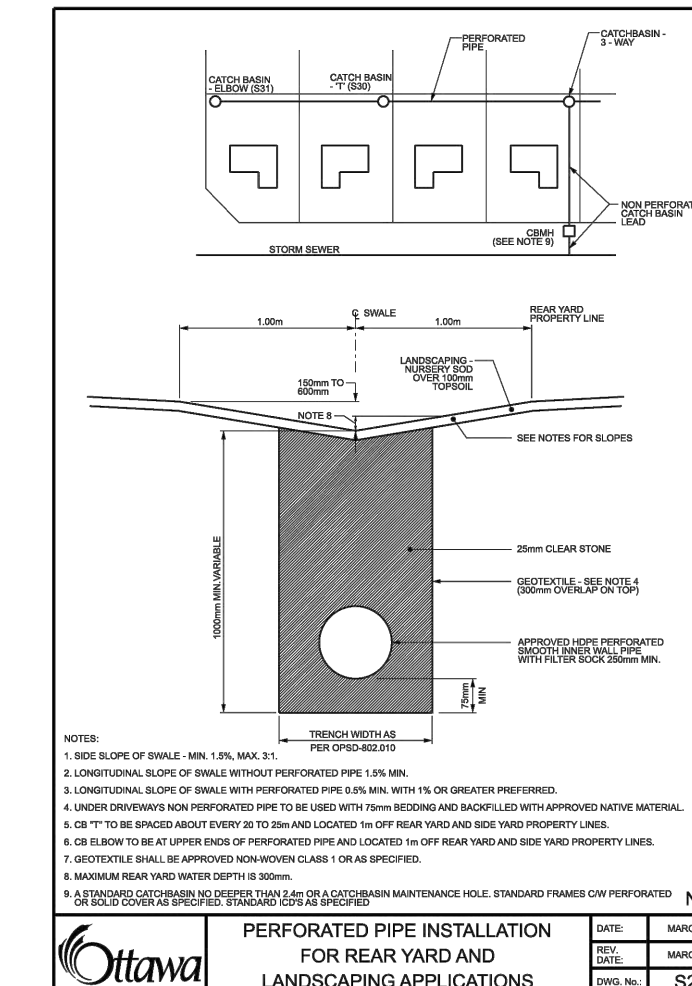 PERFORATED
PIPE
CATCHBASIN -
3 - WAY
CATCH BASIN
- ELBOW (S31)
CATCH BASIN
- 'T' (S30)
NON PERFORAT
CATCH BASIN
LEAD
CBMH
(SEE NOTE 9)
STORM SEWER
℄ SWALE
REAR YARD
PROPERTY LINE
1.00m
1.00m
LANDSCAPING -
NURSERY SOD
OVER 100mm
TOPSOIL
150mm TO
600mm
NOTE 8
SEE NOTES FOR SLOPES
1000mm MIN.VARIABLE
25mm CLEAR STONE
GEOTEXTILE - SEE NOTE 4
(300mm OVERLAP ON TOP)
APPROVED HDPE PERFORATED
SMOOTH INNER WALL PIPE
WITH FILTER SOCK 250mm MIN.
75mm
MIN
TRENCH WIDTH AS
PER OPSD-802.010
NOTES:
1. SIDE SLOPE OF SWALE - MIN. 1.5%, MAX. 3:1.
2. LONGITUDINAL SLOPE OF SWALE WITHOUT PERFORATED PIPE 1.5% MIN.
3. LONGITUDINAL SLOPE OF SWALE WITH PERFORATED PIPE 0.5% MIN. WITH 1% OR GREATER PREFERRED.
4. UNDER DRIVEWAYS NON PERFORATED PIPE TO BE USED WITH 75mm BEDDING AND BACKFILLED WITH APPROVED NATIVE MATERIAL.
5. CB "T" TO BE SPACED ABOUT EVERY 20 TO 25m AND LOCATED 1m OFF REAR YARD AND SIDE YARD PROPERTY LINES.
6. CB ELBOW TO BE AT UPPER ENDS OF PERFORATED PIPE AND LOCATED 1m OFF REAR YARD AND SIDE YARD PROPERTY LINES.
7. GEOTEXTILE SHALL BE APPROVED NON-WOVEN CLASS 1 OR AS SPECIFIED.
8. MAXIMUM REAR YARD WATER DEPTH IS 300mm.
9. A STANDARD CATCHBASIN NO DEEPER THAN 2.4m OR A CATCHBASIN MAINTENANCE HOLE. STANDARD FRAMES C/W PERFORATED
OR SOLID COVER AS SPECIFIED. STANDARD ICD'S AS SPECIFIED
N
Ottawa
PERFORATED PIPE INSTALLATION
FOR REAR YARD AND
LANDSCAPING APPLICATIONS
DATE:
MARC
REV.
DATE:
MARC
DWG. No.:
S2